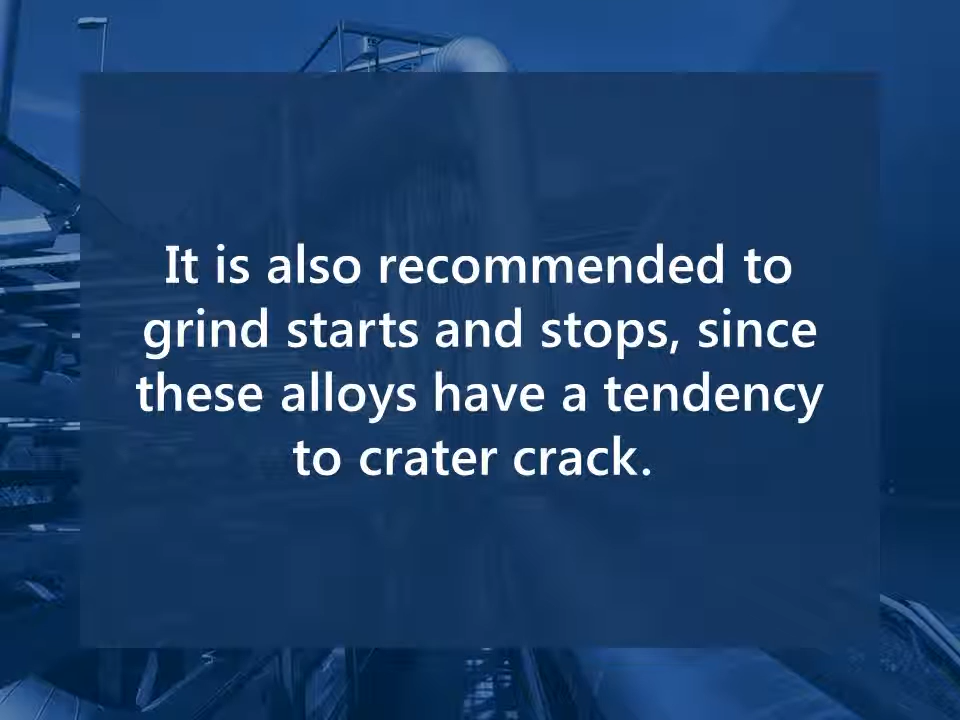 It is also recommended to
grind starts and stops, since
these alloys have a tendency
to crater crack.